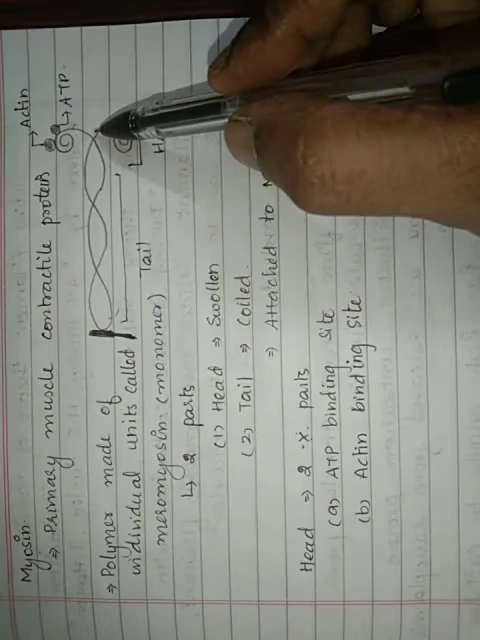 Myosin.
⇒ Primary muscle contractile protein
Actin
ATP
⇒ Polymer made of
individual units called
Tail
meromyosin. (monomer)
↳ 2 parts
(1) Head ⇒ Swollen
(2) Tail ⇒ Coiled.
⇒ Attached to
Head ⇒ 2 parts
(a) ATP binding site
(b) Actin binding site.